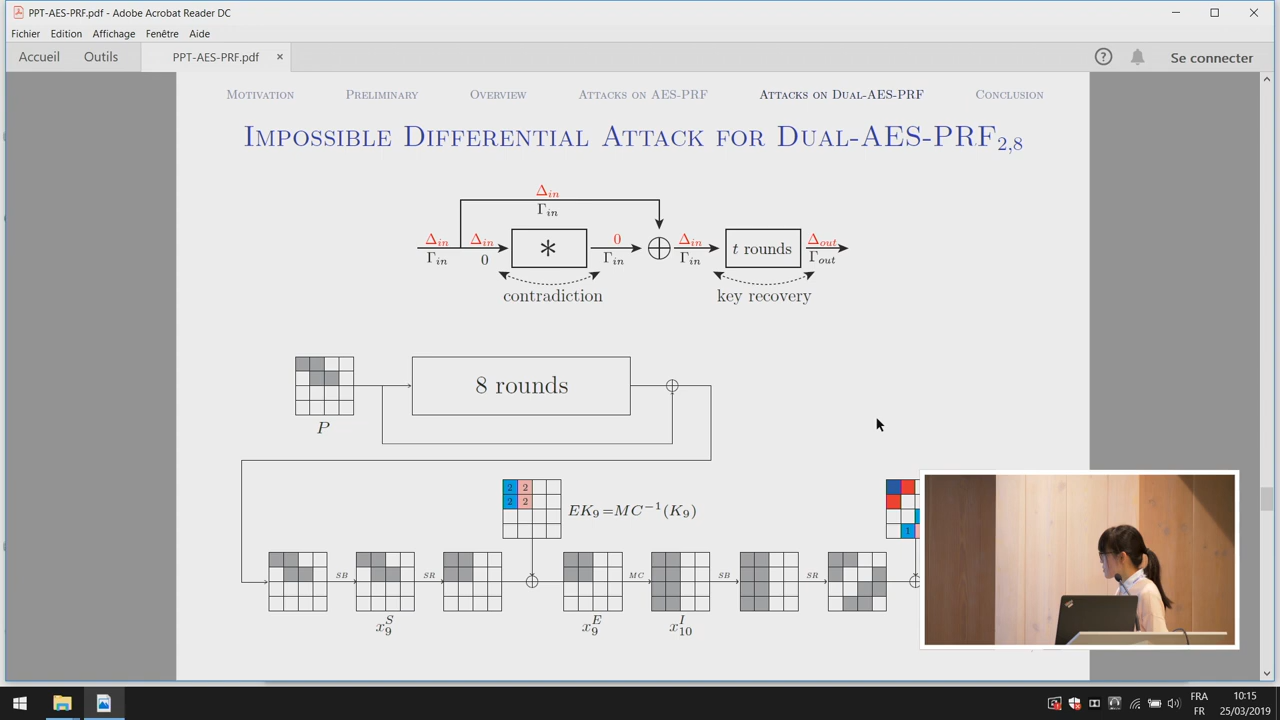 PPT-AES-PRF.pdf - Adobe Acrobat Reader DC
Fichier Edition Affichage Fenêtre Aide
Accueil Outils PPT-AES-PRF.pdf × ? Se connecter
Motivation Preliminary Overview Attacks on AES-PRF Attacks on Dual-AES-PRF Conclusion
Impossible Differential Attack for Dual-AES-PRF₂,₈
Δin
Γin
Δin Δin * 0 Δin t rounds Δout
Γin 0 Γin Γin Γout
contradiction key recovery
8 rounds
P
2 2
2 2
EK₉=MC⁻¹(K₉)
1
SB SR MC SB SR
x₉^S x₉^E x₁₀^I
FRA 10:15
FR 25/03/2019